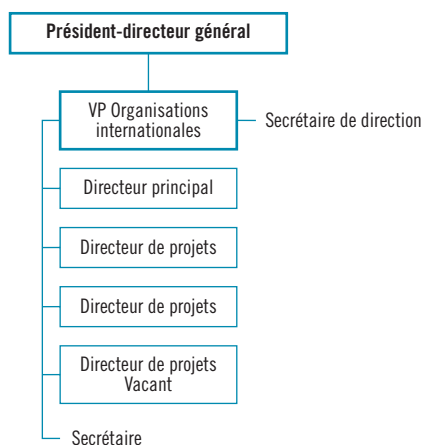 Président-directeur général
VP Organisations
internationales
Secrétaire de direction
Directeur principal
Directeur de projets
Directeur de projets
Directeur de projets
Vacant
Secrétaire